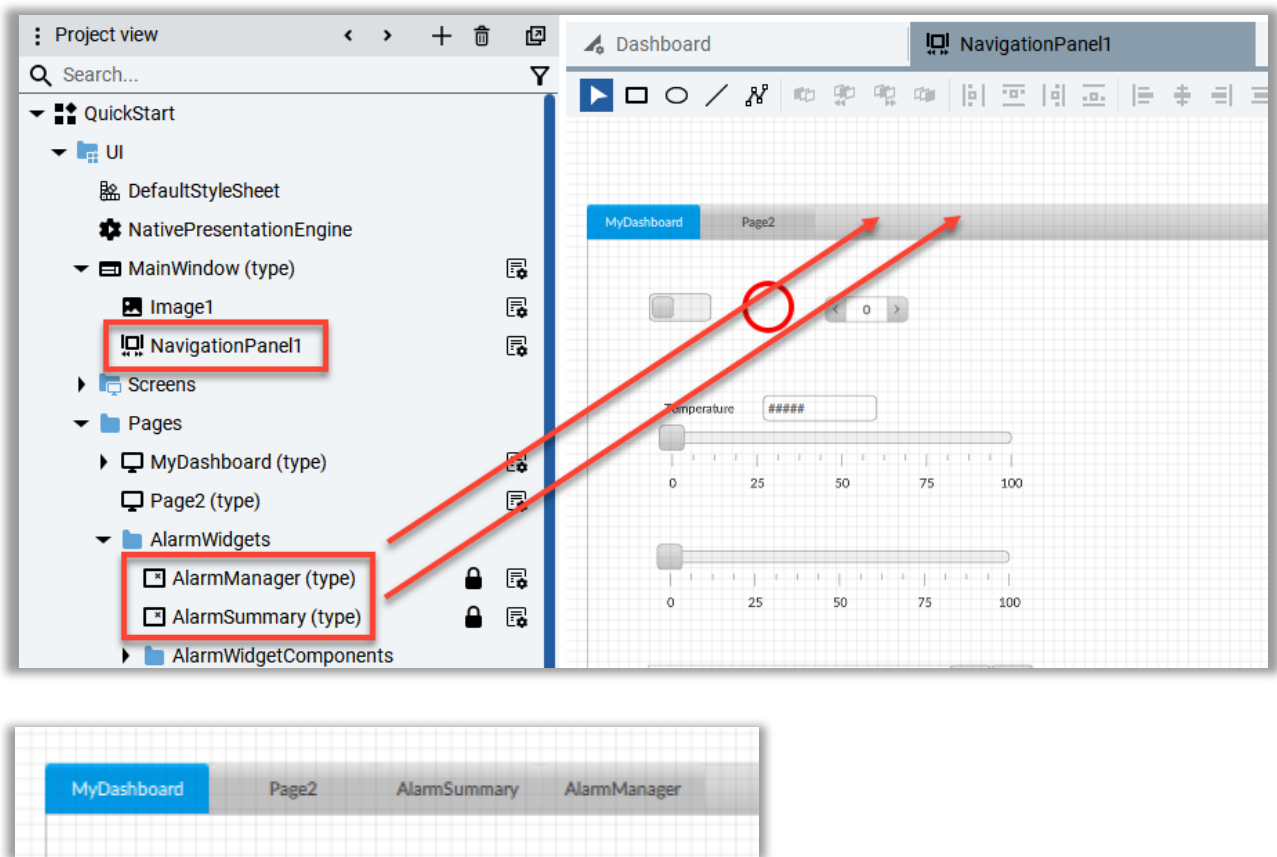 Project view
Search...
QuickStart
UI
DefaultStyleSheet
NativePresentationEngine
MainWindow (type)
Image1
NavigationPanel1
Screens
Pages
MyDashboard (type)
Page2 (type)
AlarmWidgets
AlarmManager (type)
AlarmSummary (type)
AlarmWidgetComponents
Dashboard NavigationPanel1
MyDashboard Page2
0
Temperature #####
0 25 50 75 100
0 25 50 75 100
MyDashboard Page2 AlarmSummary AlarmManager